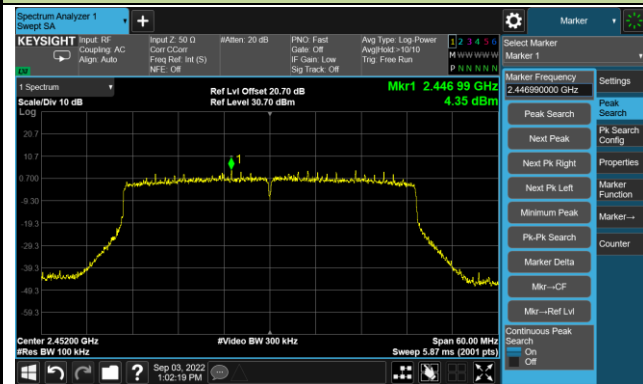 Spectrum Analyzer 1
Swept SA
Marker
KEYSIGHT
Input: RF
Coupling: AC
Align: Auto
Input Z: 50 Ω
Corr CCorr
Freq Ref: Int (S)
NFE: Off
#Atten: 20 dB
PNO: Fast
Gate: Off
IF Gain: Low
Sig Track: Off
Avg Type: Log-Power
Avg|Hold:>10/10
Trig: Free Run
1 2 3 4 5 6
M W W W W W
P N N N N N
LXI
Select Marker
Marker 1
1 Spectrum
Scale/Div 10 dB
Log
Ref Lvl Offset 20.70 dB
Ref Level 30.70 dBm
Mkr1 2.446 99 GHz
4.35 dBm
20.7
10.7
0.700
-9.30
-19.3
-29.3
-39.3
-49.3
-59.3
1
Center 2.45200 GHz
#Res BW 100 kHz
#Video BW 300 kHz
Span 60.00 MHz
Sweep 5.87 ms (2001 pts)
Marker Frequency
2.446990000 GHz
Peak Search
Next Peak
Next Pk Right
Next Pk Left
Minimum Peak
Pk-Pk Search
Marker Delta
Mkr→CF
Mkr→Ref Lvl
Continuous Peak
Search
On
Off
Settings
Peak
Search
Pk Search
Config
Properties
Marker
Function
Marker→
Counter
Sep 03, 2022
1:02:19 PM